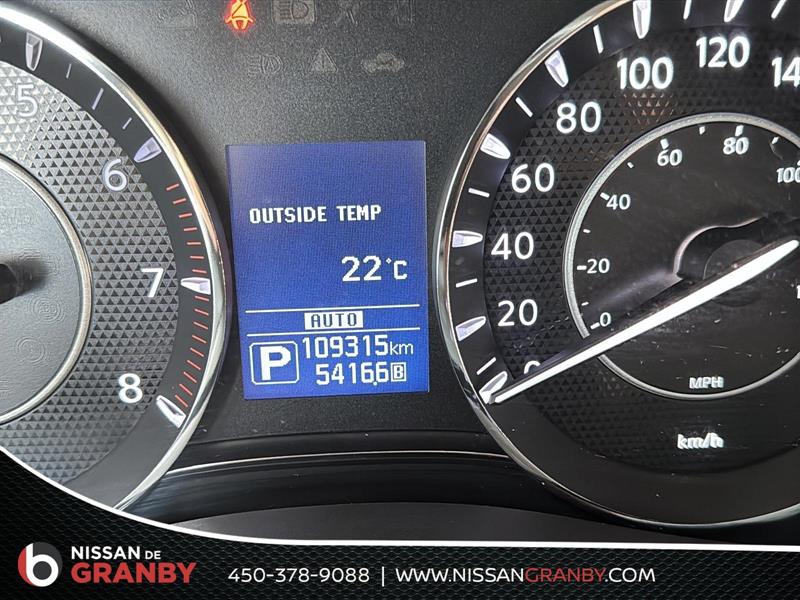 5
6
7
8
OUTSIDE TEMP
22°C
AUTO
P
109315km
5416.6 B
0
20
40
60
80
100
120
0
20
40
60
80
100
MPH
km/h
b NISSAN DE
GRANBY
450-378-9088 | WWW.NISSANGRANBY.COM